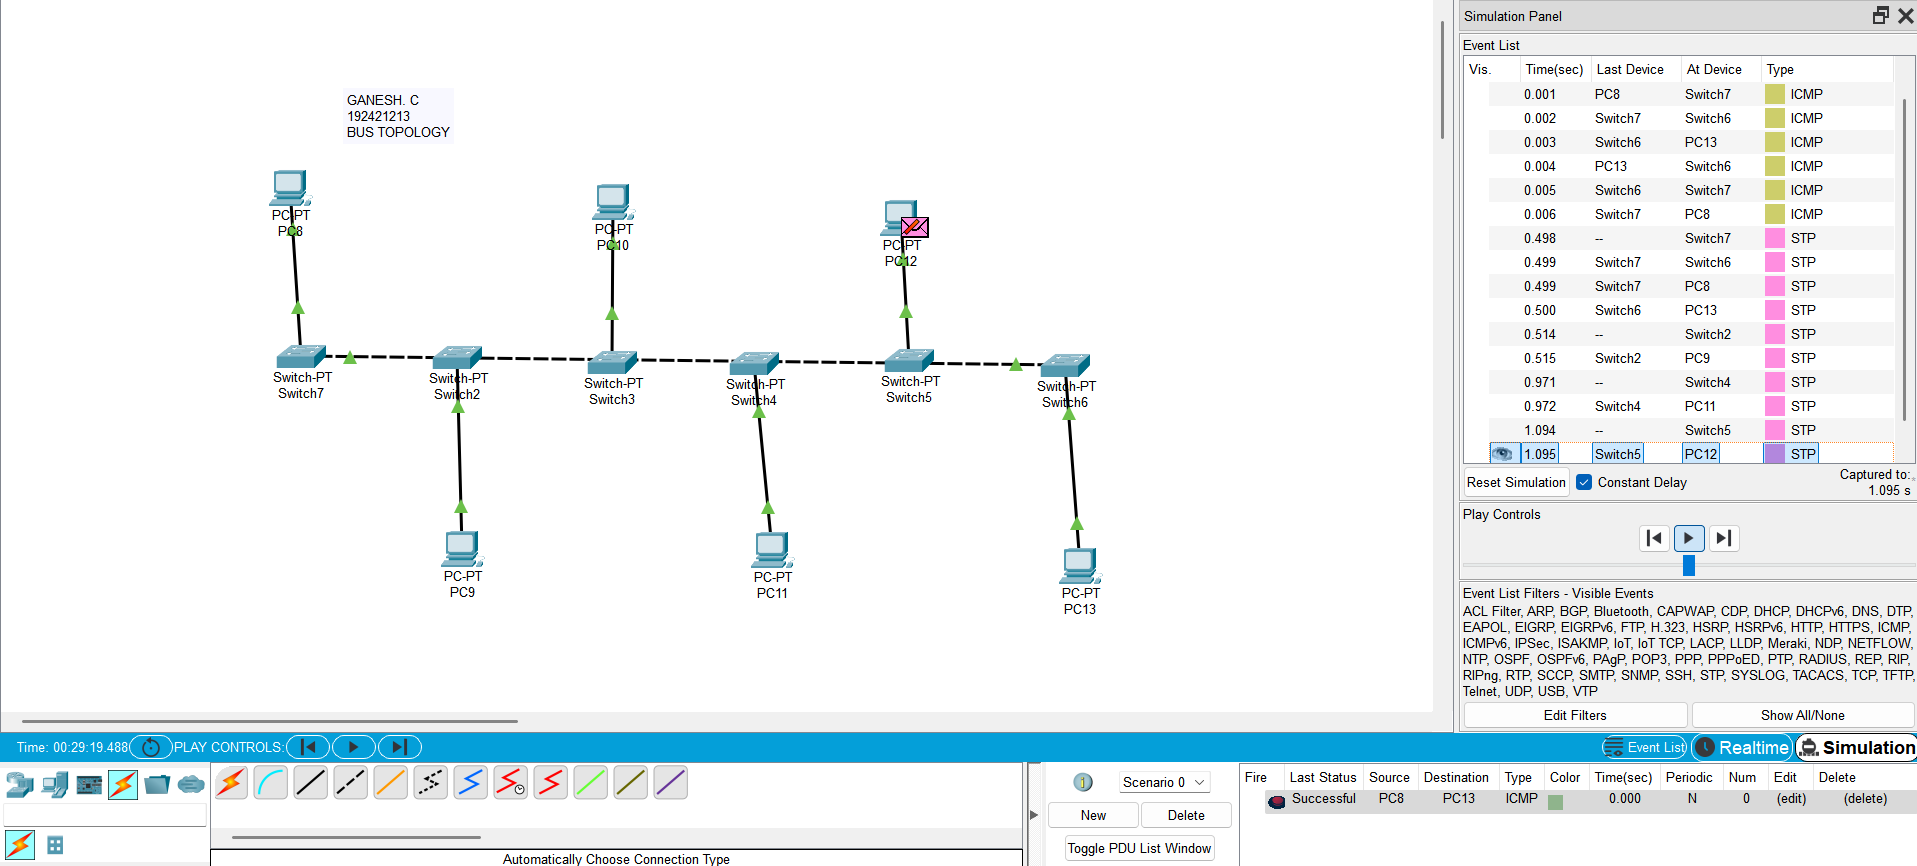 GANESH. C
192421213
BUS TOPOLOGY
PC-PT
PC8
PC-PT
PC10
PC-PT
PC12
Switch-PT
Switch7
Switch-PT
Switch2
Switch-PT
Switch3
Switch-PT
Switch4
Switch-PT
Switch5
Switch-PT
Switch6
PC-PT
PC9
PC-PT
PC11
PC-PT
PC13
Simulation Panel
Event List
Vis. Time(sec) Last Device At Device Type
0.001 PC8 Switch7 ICMP
0.002 Switch7 Switch6 ICMP
0.003 Switch6 PC13 ICMP
0.004 PC13 Switch6 ICMP
0.005 Switch6 Switch7 ICMP
0.006 Switch7 PC8 ICMP
0.498 -- Switch7 STP
0.499 Switch7 Switch6 STP
0.499 Switch7 PC8 STP
0.500 Switch6 PC13 STP
0.514 -- Switch2 STP
0.515 Switch2 PC9 STP
0.971 -- Switch4 STP
0.972 Switch4 PC11 STP
1.094 -- Switch5 STP
1.095 Switch5 PC12 STP
Reset Simulation Constant Delay Captured to:
1.095 s
Play Controls
Event List Filters - Visible Events
ACL Filter, ARP, BGP, Bluetooth, CAPWAP, CDP, DHCP, DHCPv6, DNS, DTP,
EAPOL, EIGRP, EIGRPv6, FTP, H.323, HSRP, HSRPv6, HTTP, HTTPS, ICMP,
ICMPv6, IPSec, ISAKMP, IoT, IoT TCP, LACP, LLDP, Meraki, NDP, NETFLOW,
NTP, OSPF, OSPFv6, PAgP, POP3, PPP, PPPoED, PTP, RADIUS, REP, RIP,
RIPng, RTP, SCCP, SMTP, SNMP, SSH, STP, SYSLOG, TACACS, TCP, TFTP,
Telnet, UDP, USB, VTP
Edit Filters Show All/None
Time: 00:29:19.488 PLAY CONTROLS: Event List Realtime Simulation
Automatically Choose Connection Type
Scenario 0
New Delete
Toggle PDU List Window
Fire Last Status Source Destination Type Color Time(sec) Periodic Num Edit Delete
Successful PC8 PC13 ICMP 0.000 N 0 (edit) (delete)